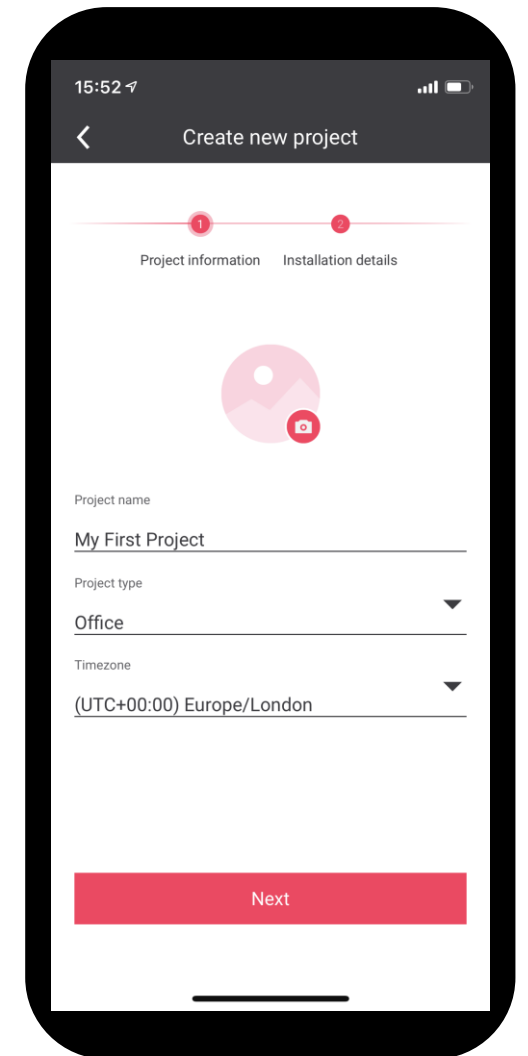 15:52
Create new project
1 2
Project information Installation details
Project name
My First Project
Project type
Office
Timezone
(UTC+00:00) Europe/London
Next